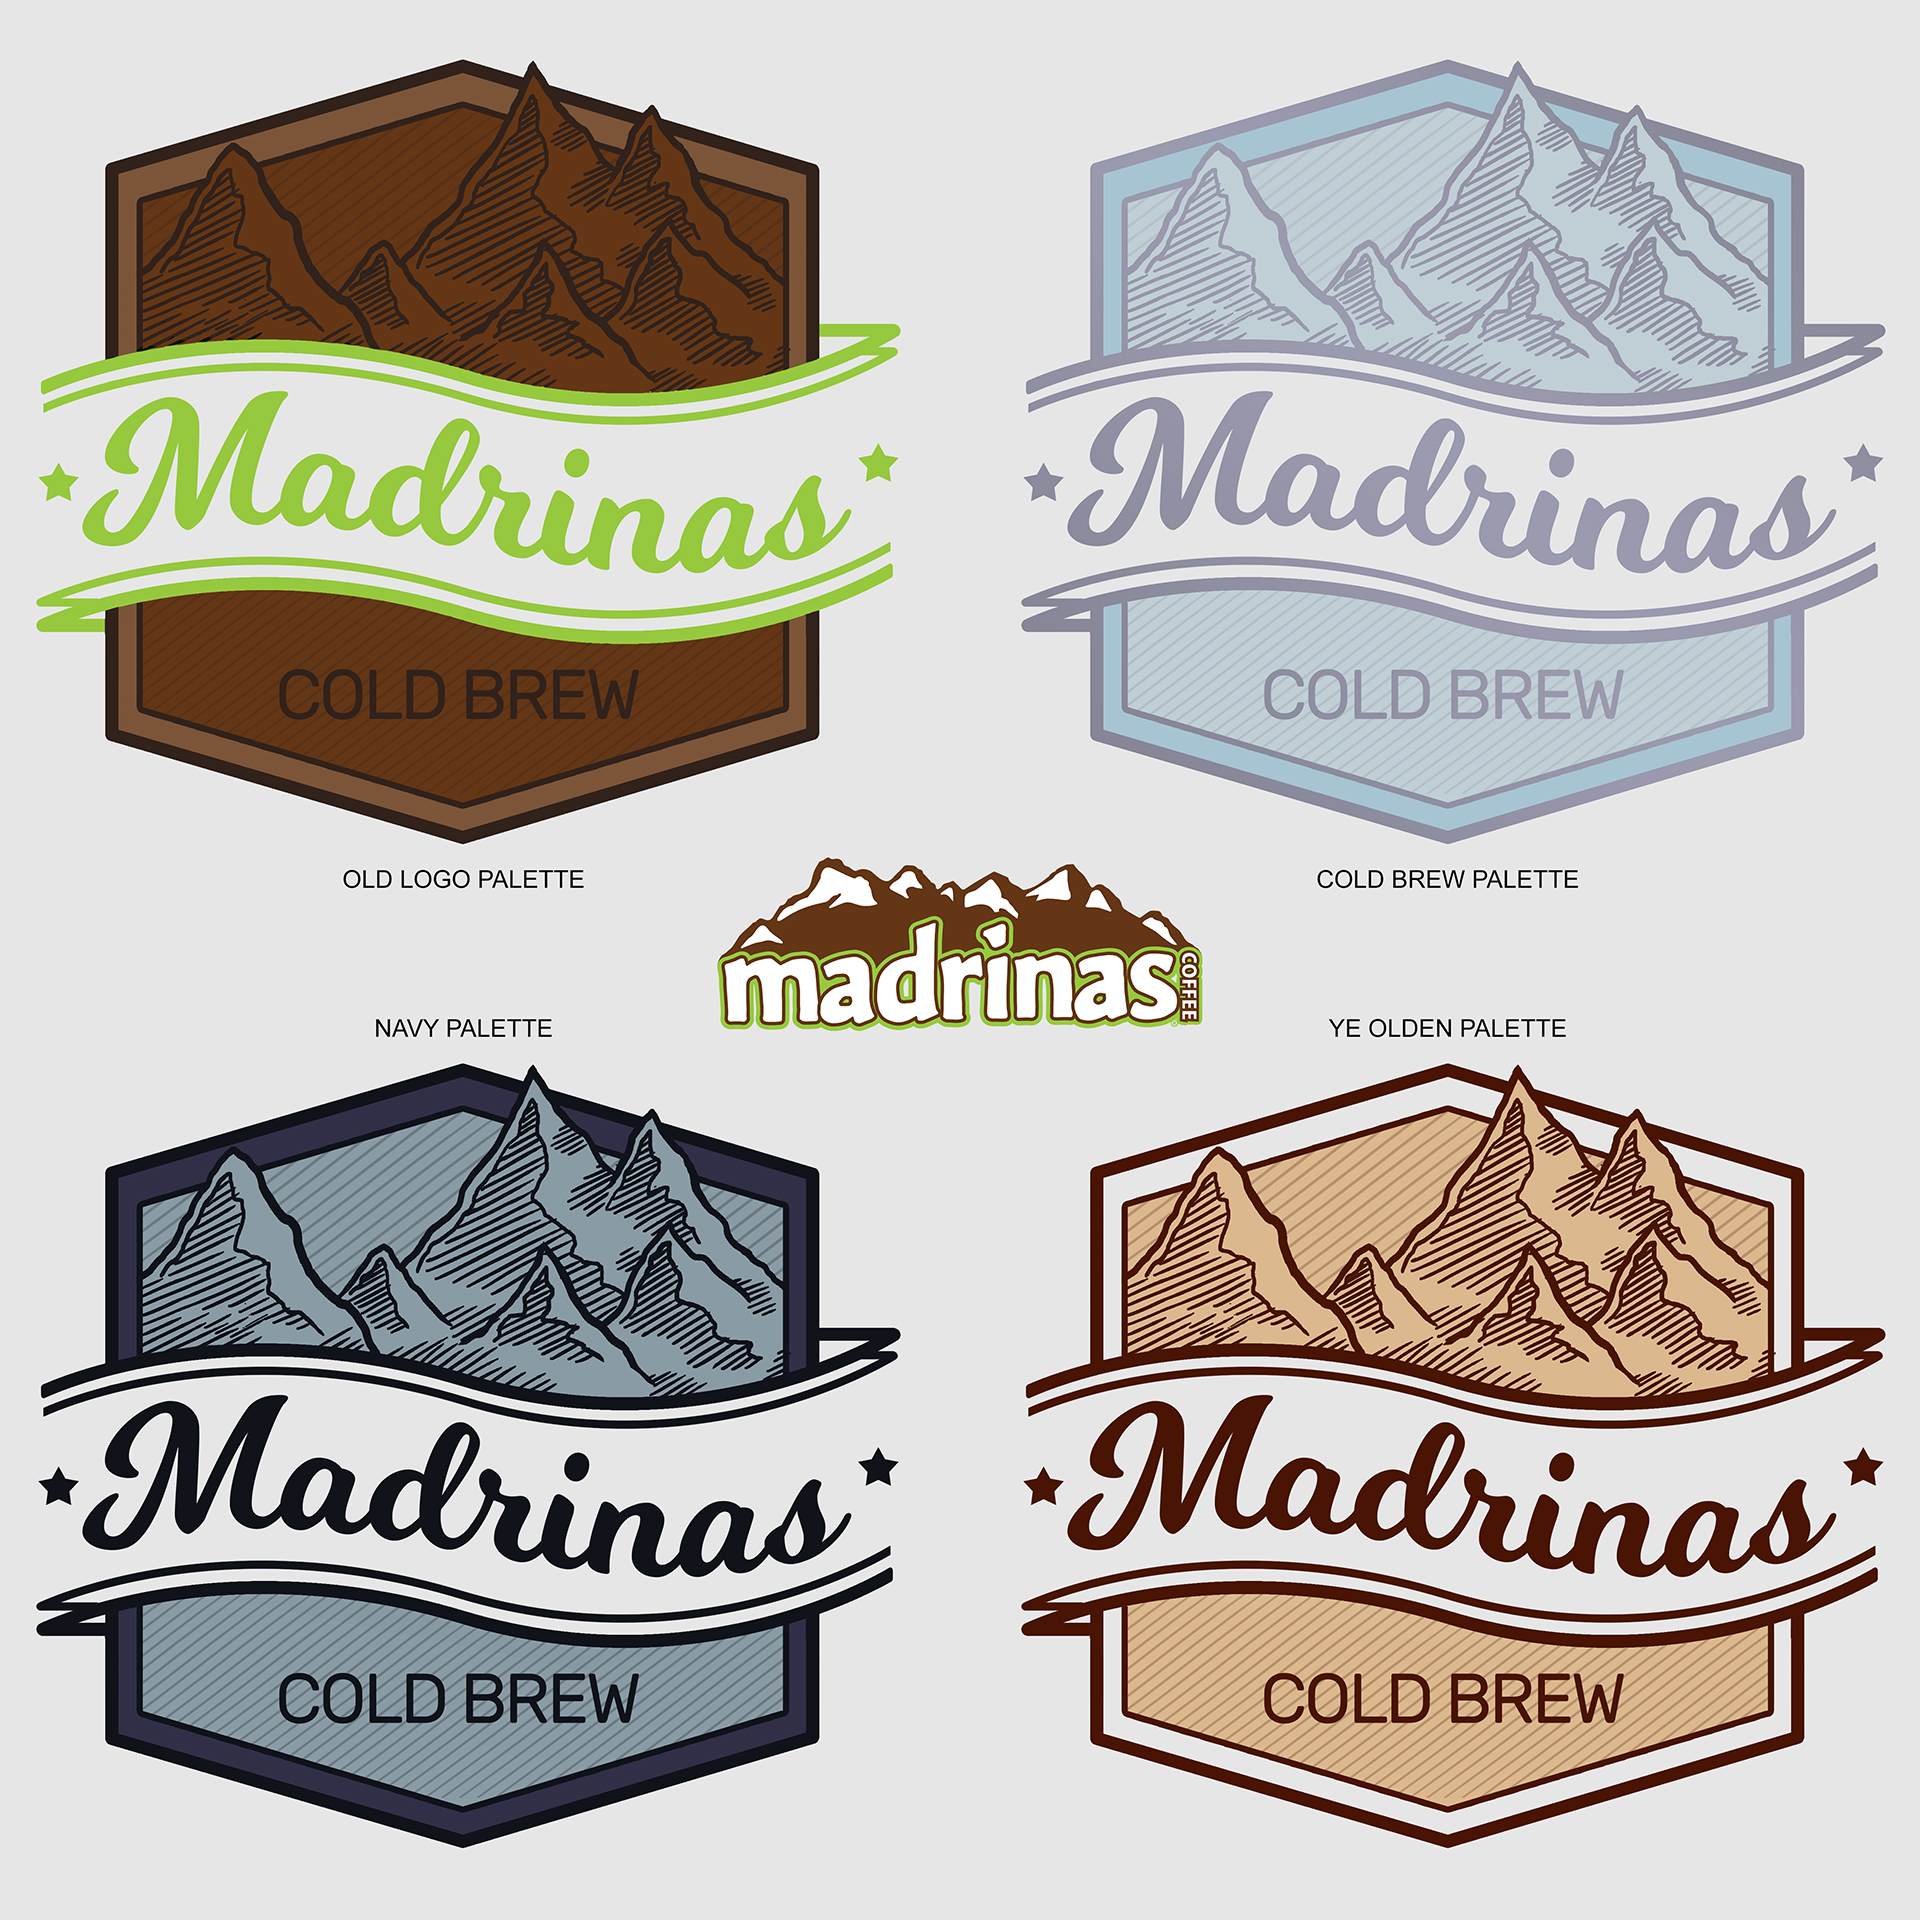 Madrinas
COLD BREW
OLD LOGO PALETTE
Madrinas
COLD BREW
COLD BREW PALETTE
madrinas
COFFEE
®
NAVY PALETTE
Madrinas
COLD BREW
YE OLDEN PALETTE
Madrinas
COLD BREW